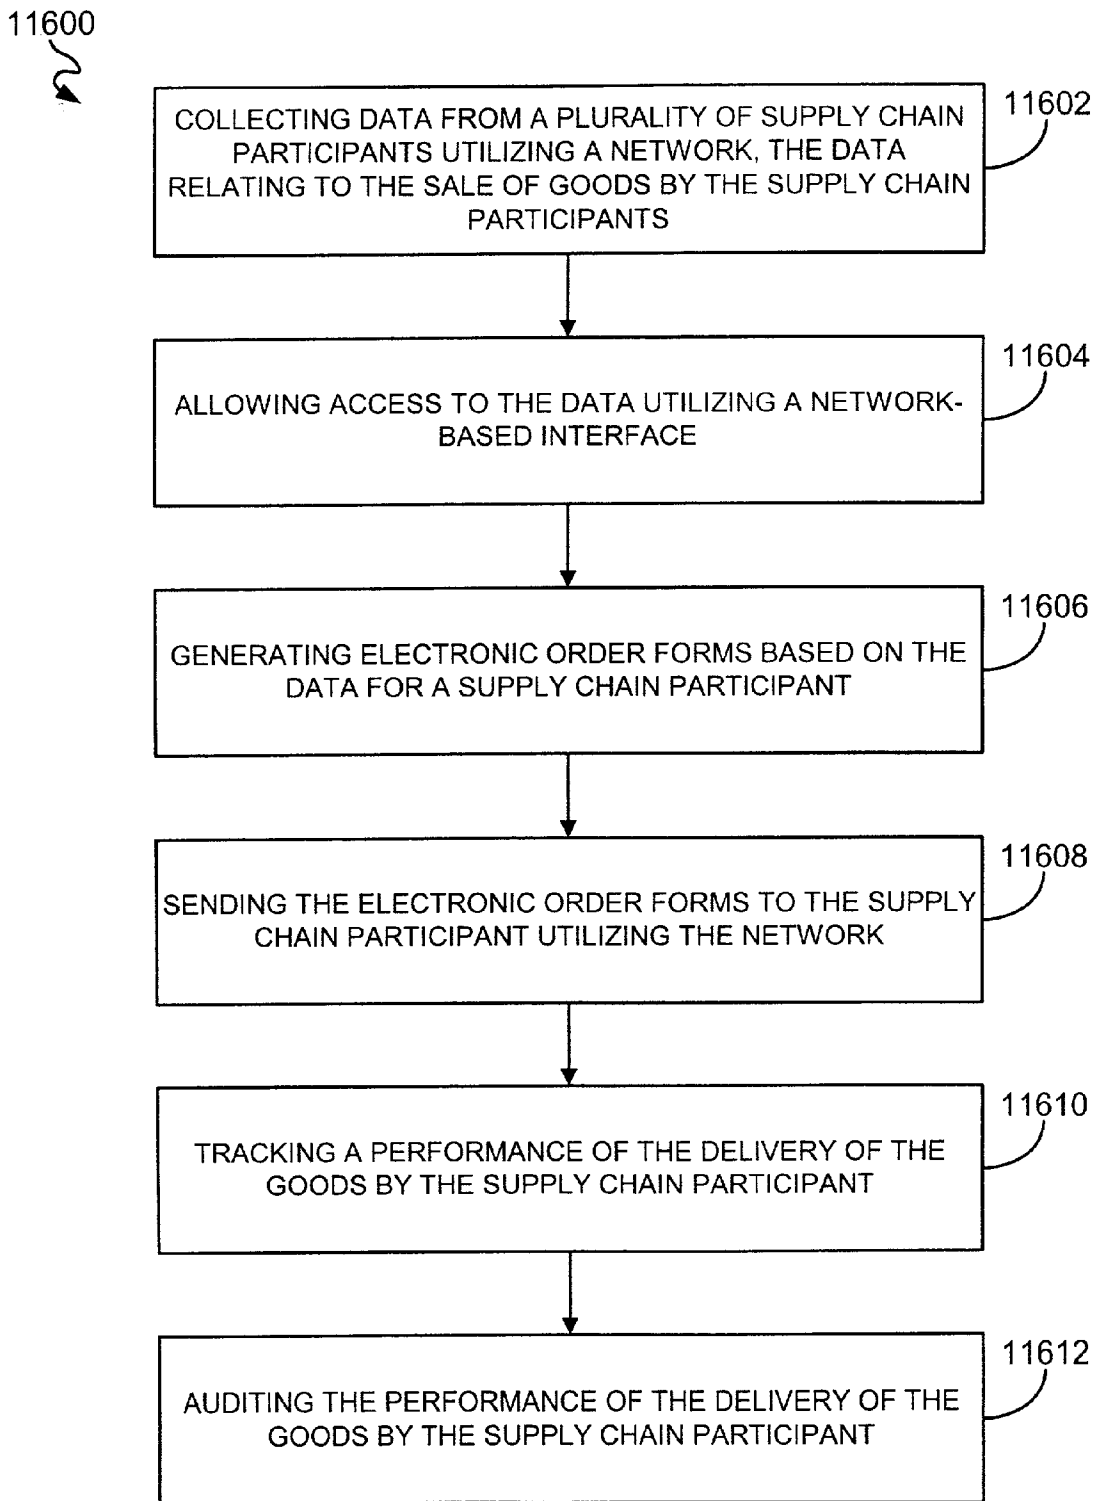 11600
COLLECTING DATA FROM A PLURALITY OF SUPPLY CHAIN
PARTICIPANTS UTILIZING A NETWORK, THE DATA
RELATING TO THE SALE OF GOODS BY THE SUPPLY CHAIN
PARTICIPANTS
11602
ALLOWING ACCESS TO THE DATA UTILIZING A NETWORK-
BASED INTERFACE
11604
GENERATING ELECTRONIC ORDER FORMS BASED ON THE
DATA FOR A SUPPLY CHAIN PARTICIPANT
11606
SENDING THE ELECTRONIC ORDER FORMS TO THE SUPPLY
CHAIN PARTICIPANT UTILIZING THE NETWORK
11608
TRACKING A PERFORMANCE OF THE DELIVERY OF THE
GOODS BY THE SUPPLY CHAIN PARTICIPANT
11610
AUDITING THE PERFORMANCE OF THE DELIVERY OF THE
GOODS BY THE SUPPLY CHAIN PARTICIPANT
11612